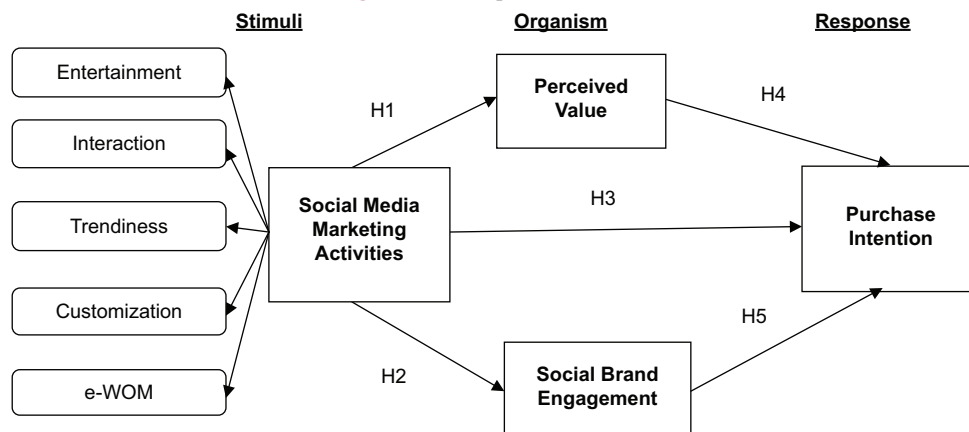 Stimuli
Organism
Response
Entertainment
Interaction
Trendiness
Customization
e-WOM
Social Media
Marketing
Activities
H1
H2
H3
Perceived
Value
Social Brand
Engagement
H4
H5
Purchase
Intention